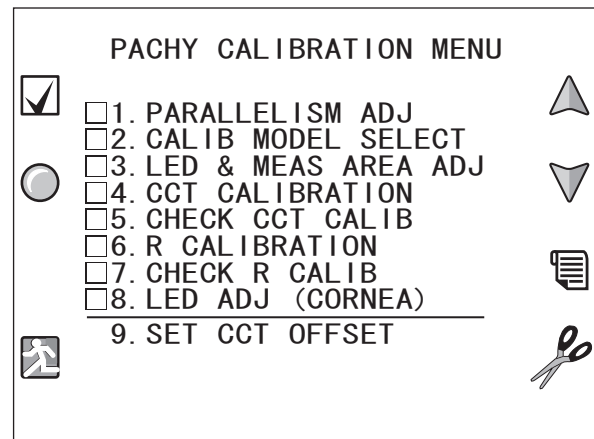 PACHY CALIBRATION MENU
1. PARALLELISM ADJ
2. CALIB MODEL SELECT
3. LED & MEAS AREA ADJ
4. CCT CALIBRATION
5. CHECK CCT CALIB
6. R CALIBRATION
7. CHECK R CALIB
8. LED ADJ (CORNEA)
9. SET CCT OFFSET